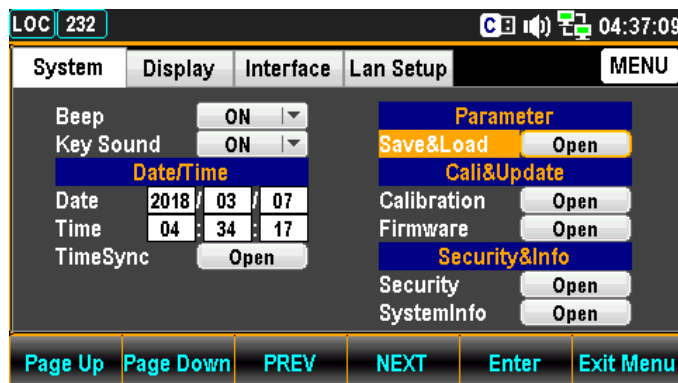 LOC 232 C 04:37:09
System Display Interface Lan Setup MENU
Beep ON
Key Sound ON
Date/Time
Date 2018 / 03 / 07
Time 04 : 34 : 17
TimeSync Open
Parameter
Save&Load Open
Cali&Update
Calibration Open
Firmware Open
Security&Info
Security Open
SystemInfo Open
Page Up Page Down PREV NEXT Enter Exit Menu